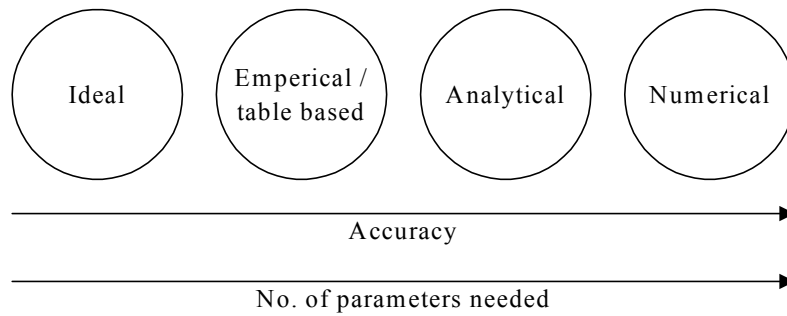 Ideal
Emperical /
table based
Analytical
Numerical
Accuracy
No. of parameters needed